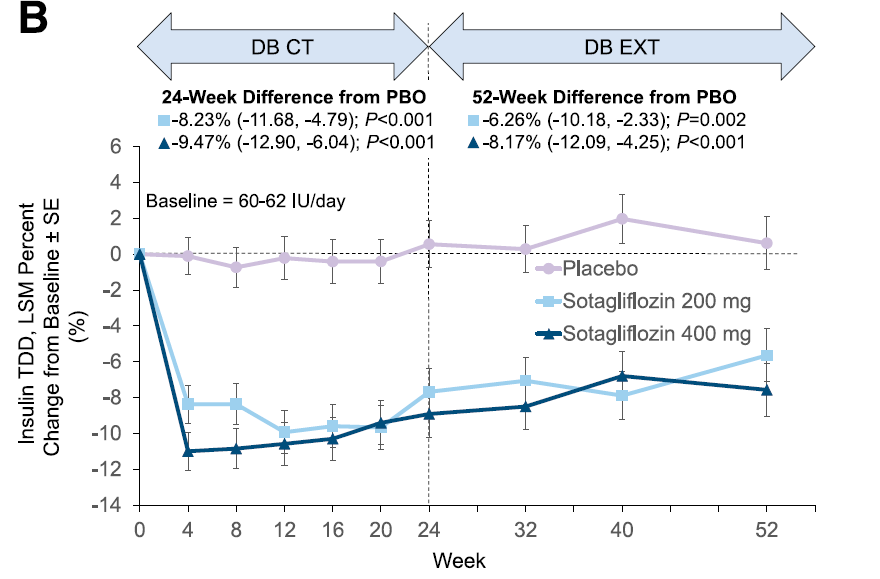 B
DB CT
DB EXT
24-Week Difference from PBO
-8.23% (-11.68, -4.79); P<0.001
-9.47% (-12.90, -6.04); P<0.001
52-Week Difference from PBO
-6.26% (-10.18, -2.33); P=0.002
-8.17% (-12.09, -4.25); P<0.001
Insulin TDD, LSM Percent
Change from Baseline ± SE
(%)
6
4
2
0
-2
-4
-6
-8
-10
-12
-14
Baseline = 60-62 IU/day
Placebo
Sotagliflozin 200 mg
Sotagliflozin 400 mg
0 4 8 12 16 20 24 32 40 52
Week